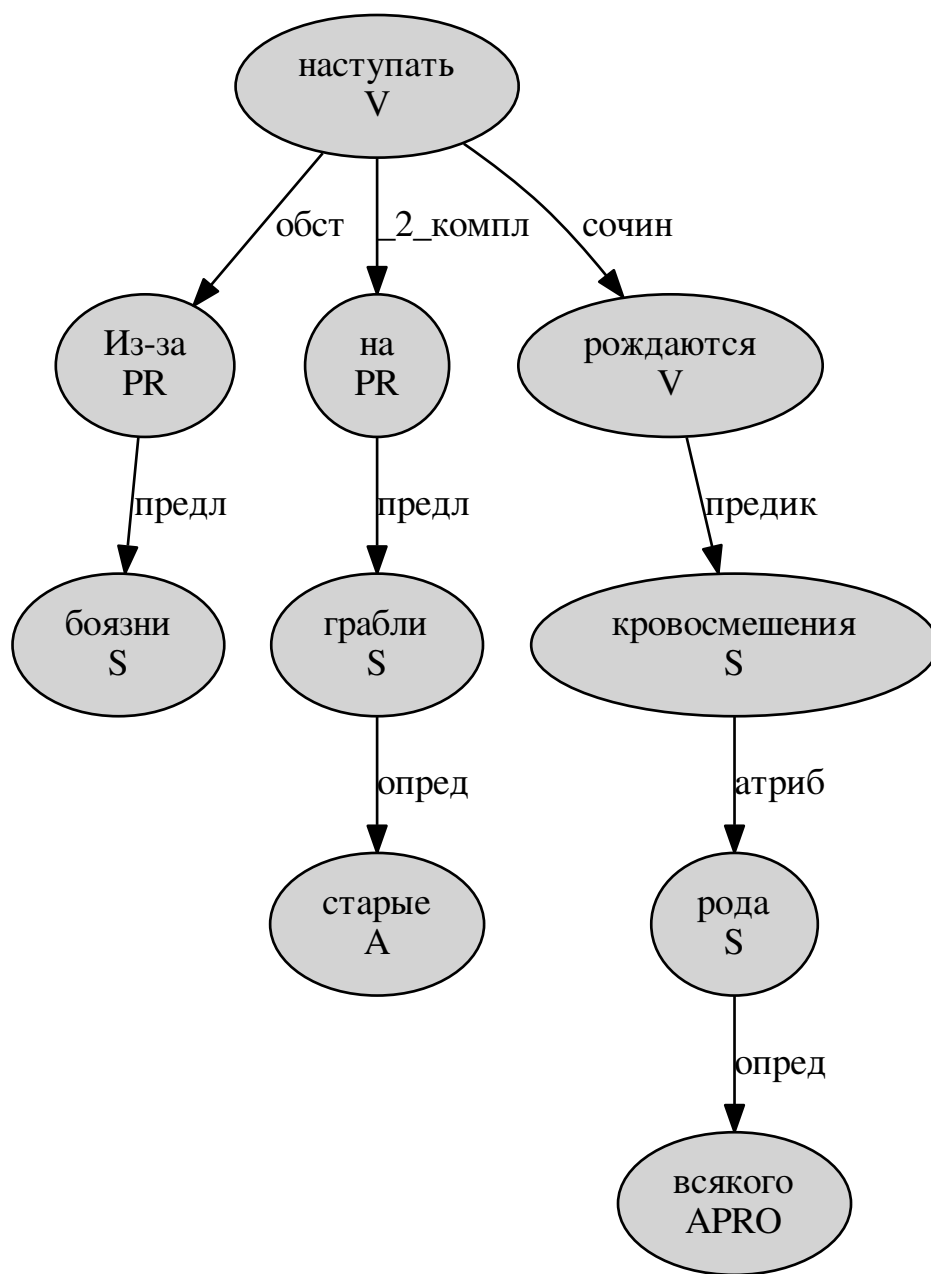 наступать
V
обст
_2_компл
сочин
Из-за
PR
на
PR
рождаются
V
предл
предл
предик
боязни
S
грабли
S
кровосмешения
S
опред
атриб
старые
A
рода
S
опред
всякого
APRO